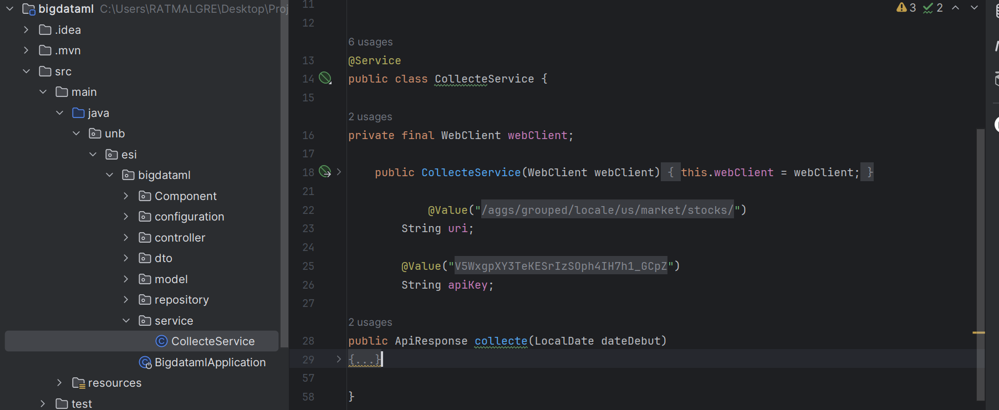 bigdataml C:\Users\RATMALGRE\Desktop\Proj
.idea
.mvn
src
main
java
unb
esi
bigdataml
Component
configuration
controller
dto
model
repository
service
CollecteService
BigdatamlApplication
resources
test
3 2
11
12
6 usages
13 @Service
14 public class CollecteService {
15
2 usages
16 private final WebClient webClient;
17
18 public CollecteService(WebClient webClient) { this.webClient = webClient; }
21
22 @Value("/aggs/grouped/locale/us/market/stocks/")
23 String uri;
24
25 @Value("V5WxgpXY3TeKESrIzSOph4IH7h1_GCpZ")
26 String apiKey;
27
2 usages
28 public ApiResponse collecte(LocalDate dateDebut)
29 {...}
57
58 }